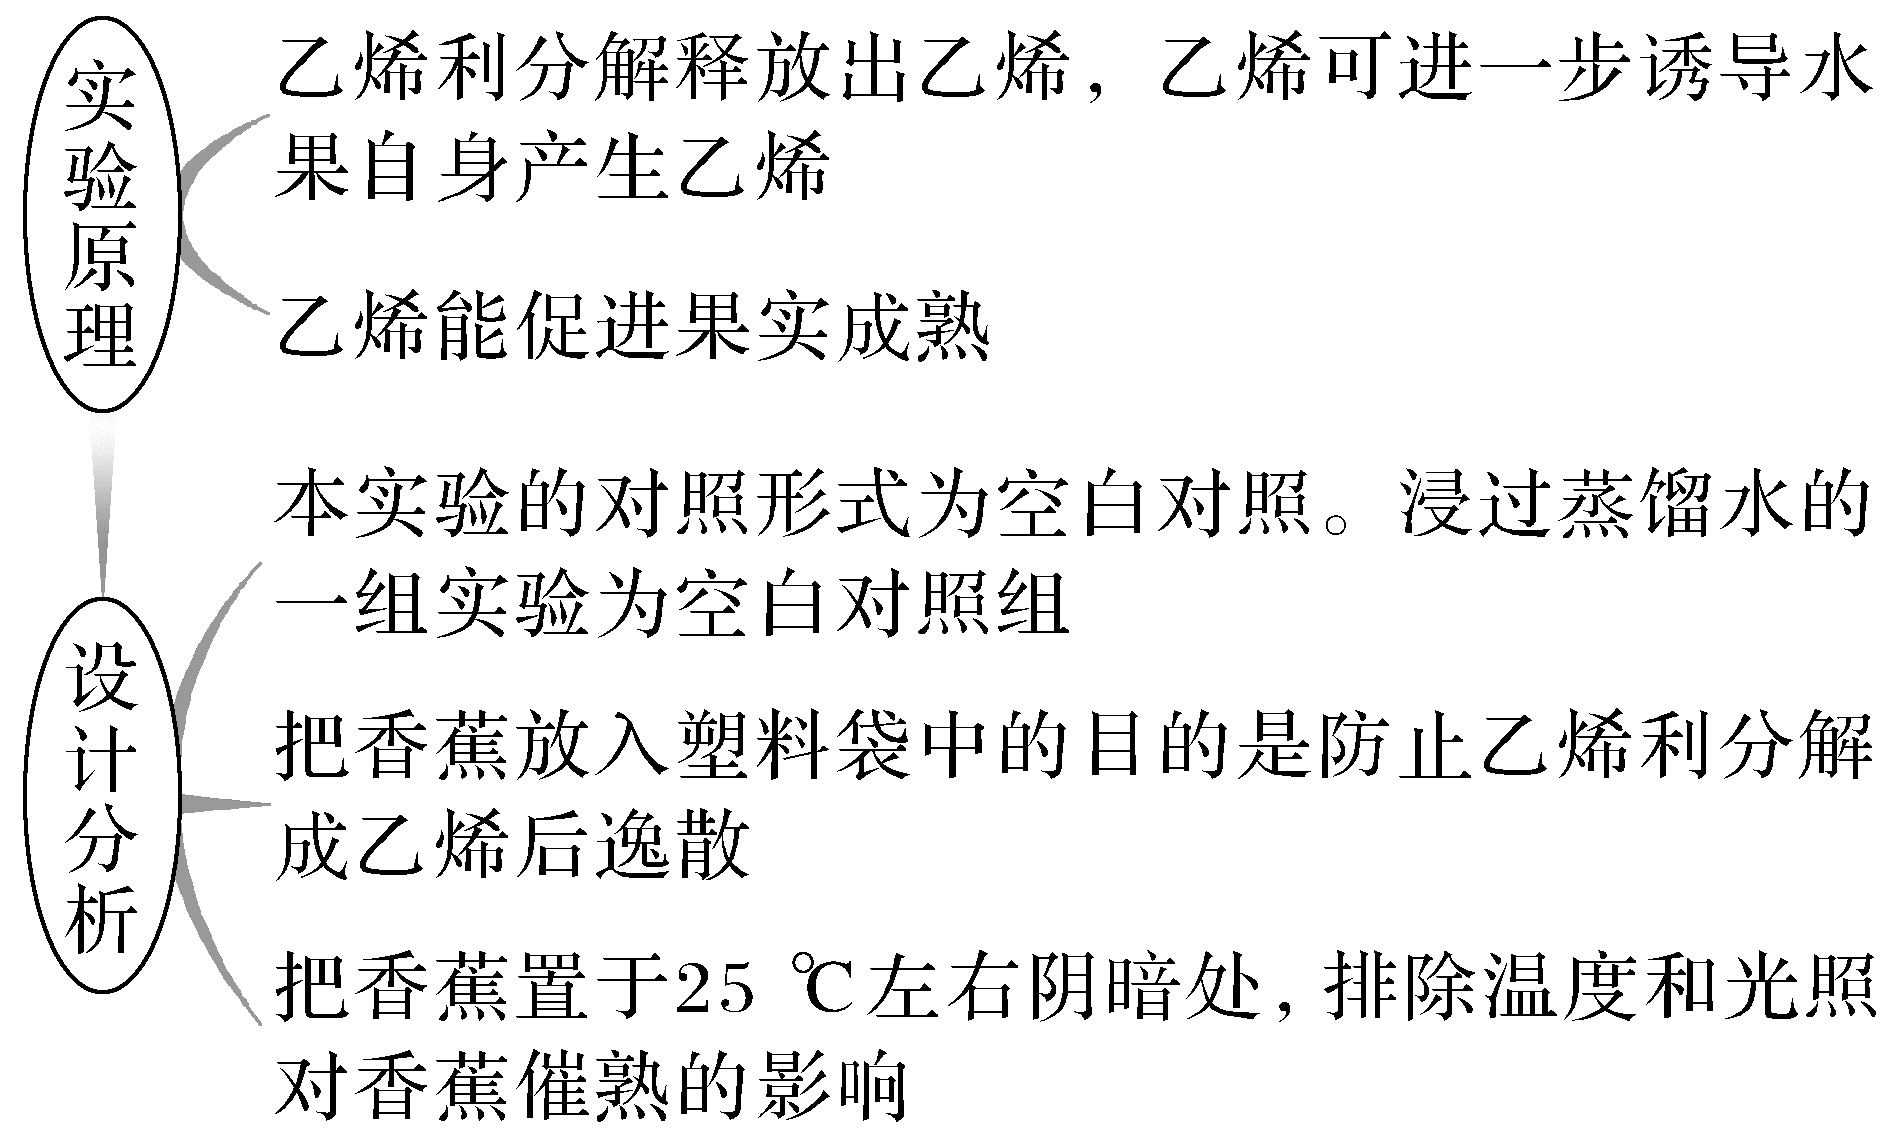 实验原理
乙烯利分解释放出乙烯，乙烯可进一步诱导水
果自身产生乙烯
乙烯能促进果实成熟
设计分析
本实验的对照形式为空白对照。浸过蒸馏水的
一组实验为空白对照组
把香蕉放入塑料袋中的目的是防止乙烯利分解
成乙烯后逸散
把香蕉置于25 ℃左右阴暗处，排除温度和光照
对香蕉催熟的影响